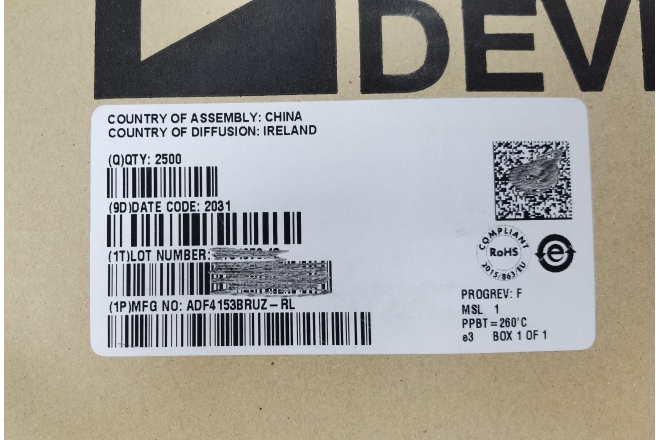 DEV
COUNTRY OF ASSEMBLY: CHINA
COUNTRY OF DIFFUSION: IRELAND
(Q)QTY: 2500
(9D)DATE CODE: 2031
(1T)LOT NUMBER:
(1P)MFG NO: ADF4153BRUZ-RL
COMPLIANT
RoHS
2015/863/EU
e
PROGREV: F
MSL 1
PPBT=260°C
e3 BOX 1 OF 1